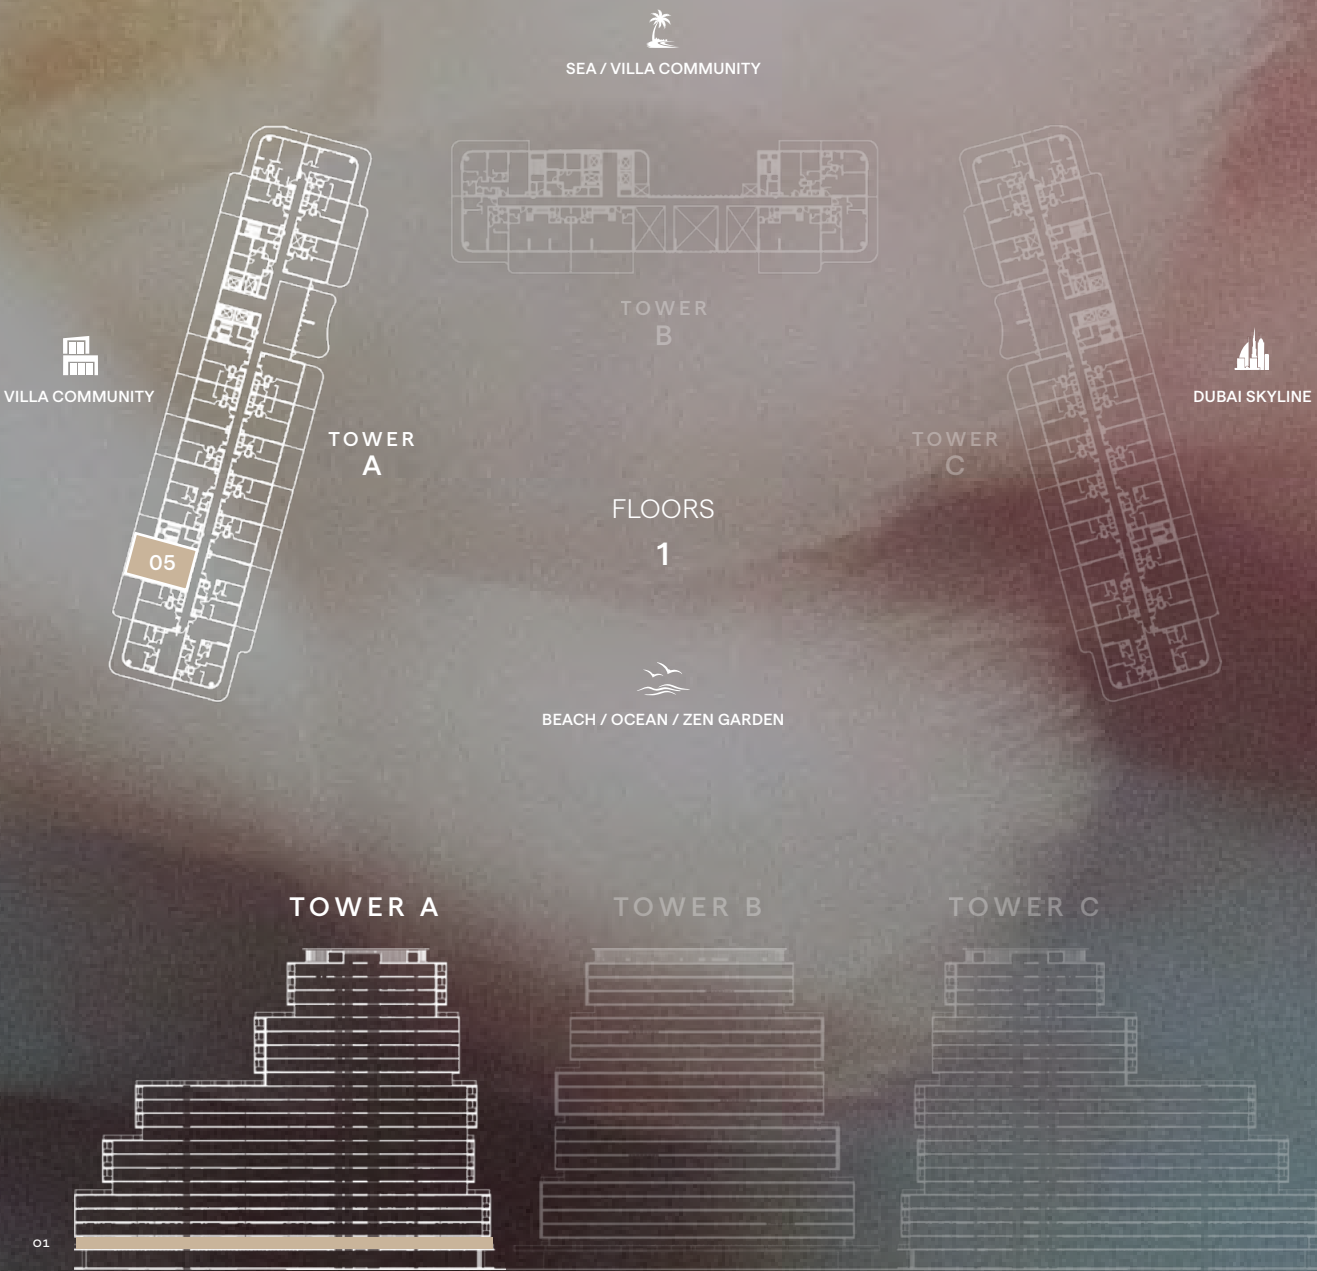 SEA / VILLA COMMUNITY
TOWER
B
VILLA COMMUNITY
DUBAI SKYLINE
TOWER
A
TOWER
C
FLOORS
1
05
BEACH / OCEAN / ZEN GARDEN
TOWER A
TOWER B
TOWER C
01